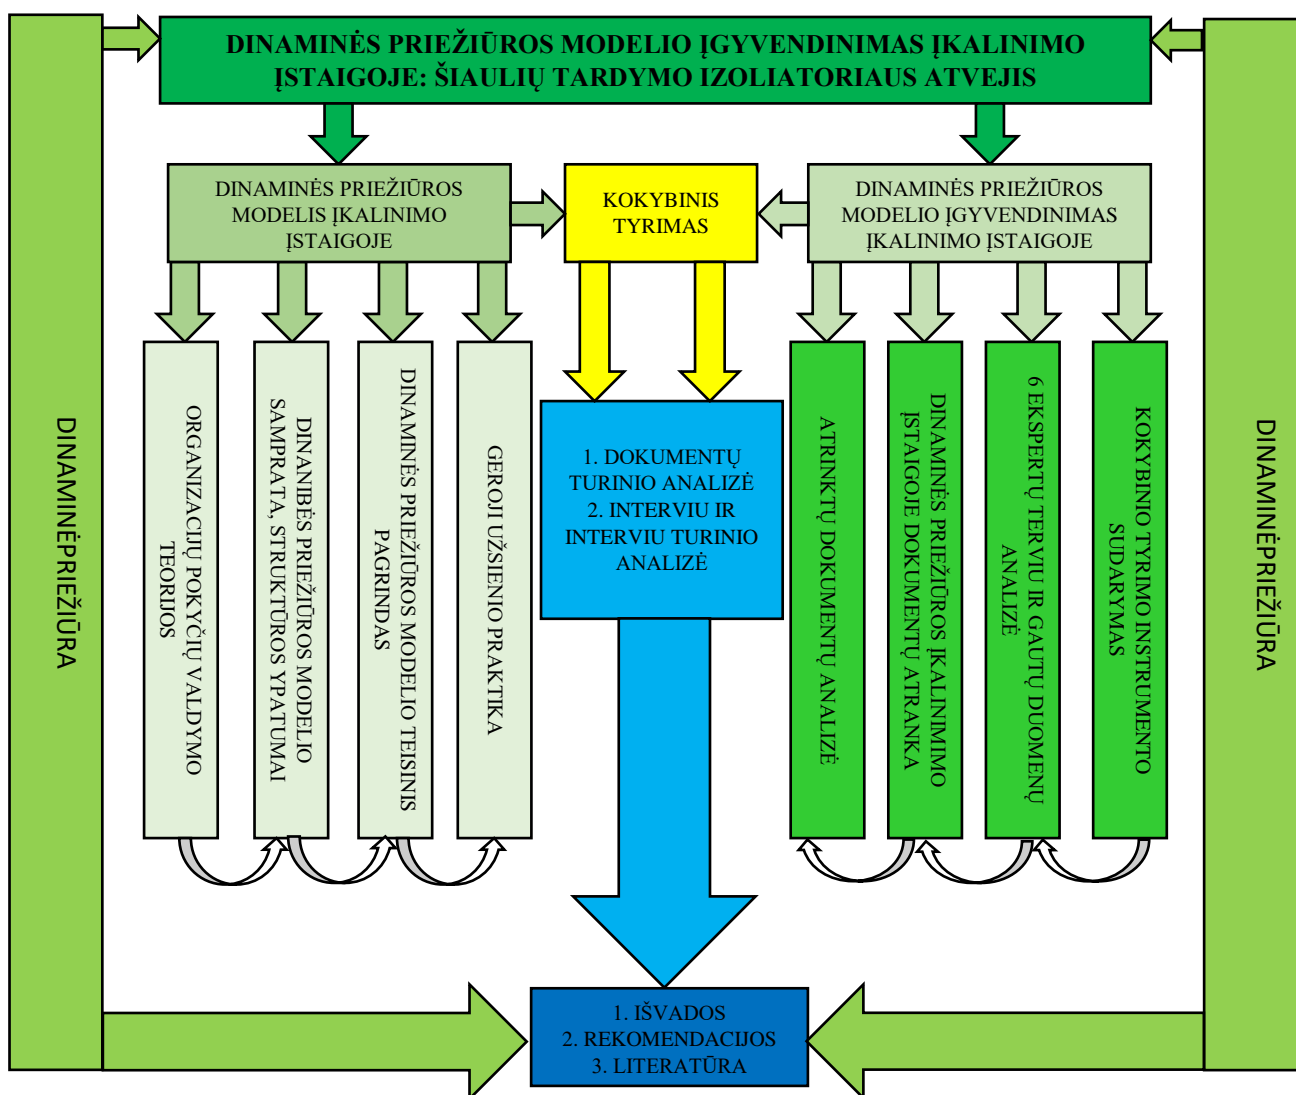 DINAMINĖS PRIEŽIŪROS MODELIO ĮGYVENDINIMAS ĮKALINIMO
ĮSTAIGOJE: ŠIAULIŲ TARDYMO IZOLIATORIAUS ATVEJIS
DINAMINĖS PRIEŽIŪROS
MODELIS ĮKALINIMO
ĮSTAIGOJE
KOKYBINIS
TYRIMAS
DINAMINĖS PRIEŽIŪROS
MODELIO ĮGYVENDINIMAS
ĮKALINIMO ĮSTAIGOJE
DINAMINĖPRIEŽIŪRA
ORGANIZACIJŲ POKYČIŲ VALDYMO
TEORIJOS
DINANIBĖS PRIEŽIŪROS MODELIO
SAMPRATA, STRUKTŪROS YPATUMAI
DINAMINĖS PRIEŽIŪROS MODELIO TEISINIS
PAGRINDAS
GEROJI UŽSIENIO PRAKTIKA
1. DOKUMENTŲ
TURINIO ANALIZĖ
2. INTERVIU IR
INTERVIU TURINIO
ANALIZĖ
ATRINKTŲ DOKUMENTŲ ANALIZĖ
DINAMINĖS PRIEŽIŪROS ĮKALINIMIMO
ĮSTAIGOJE DOKUMENTŲ ATRANKA
6 EKSPERTŲ TERVIU IR GAUTŲ DUOMENŲ
ANALIZĖ
KOKYBINIO TYRIMO INSTRUMENTO
SUDARYMAS
DINAMINĖPRIEŽIŪRA
1. IŠVADOS
2. REKOMENDACIJOS
3. LITERATŪRA